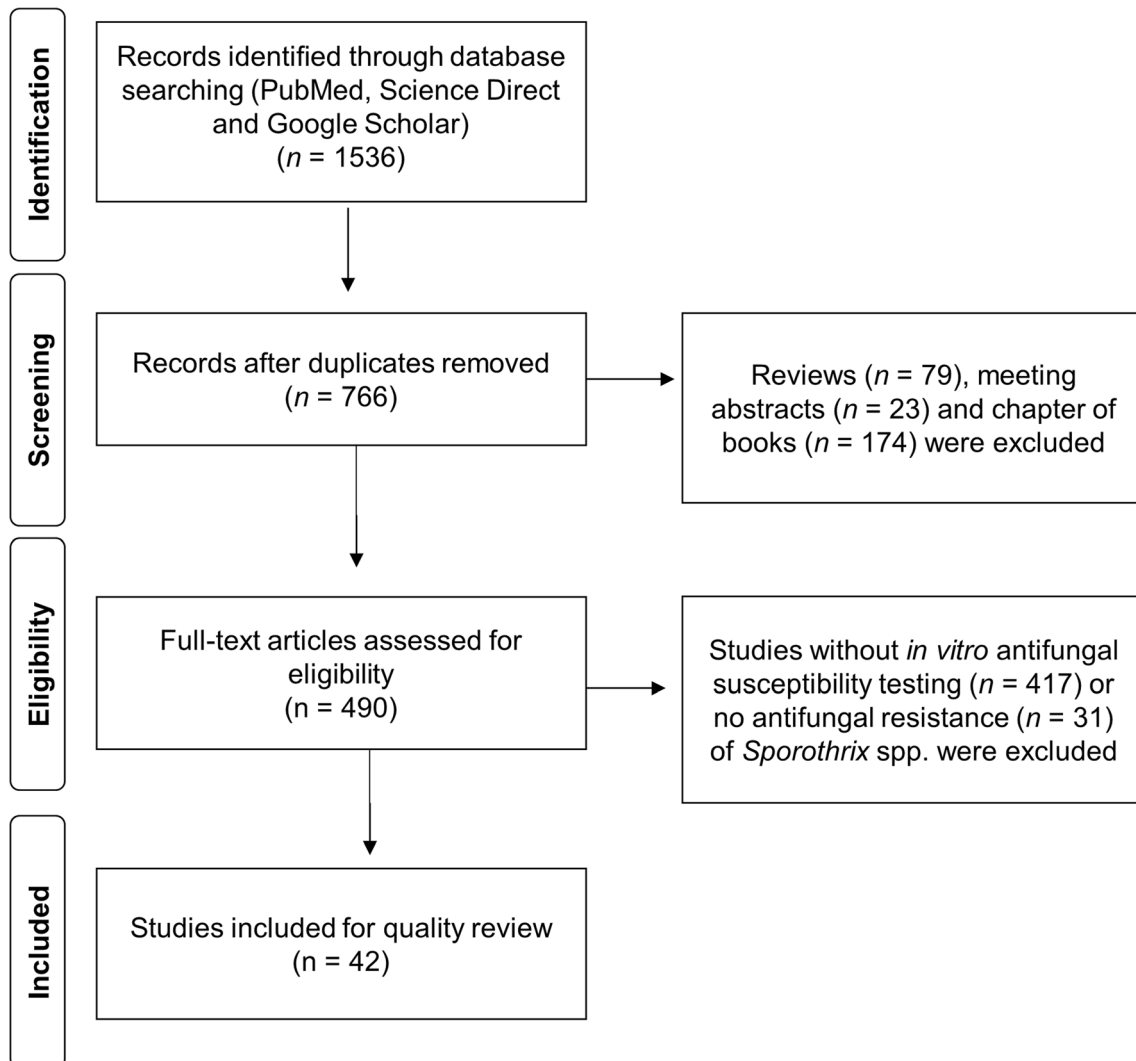 Identification
Records identified through database
searching (PubMed, Science Direct
and Google Scholar)
(n = 1536)
Screening
Records after duplicates removed
(n = 766)
Reviews (n = 79), meeting
abstracts (n = 23) and chapter of
books (n = 174) were excluded
Eligibility
Full-text articles assessed for
eligibility
(n = 490)
Studies without in vitro antifungal
susceptibility testing (n = 417) or
no antifungal resistance (n = 31)
of Sporothrix spp. were excluded
Included
Studies included for quality review
(n = 42)